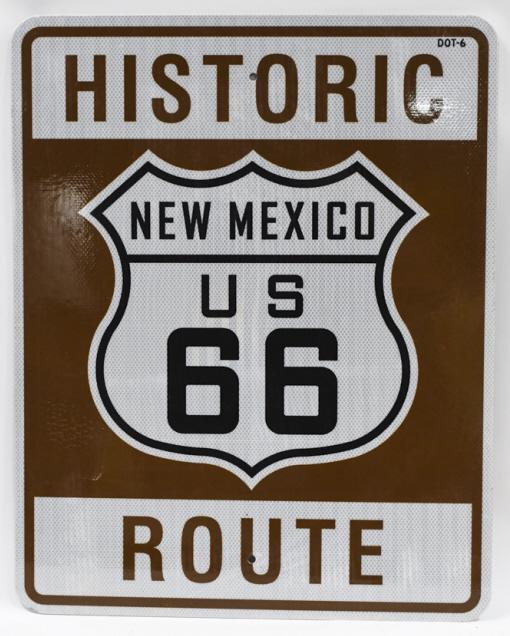 DOT-6
HISTORIC
NEW MEXICO
US
66
ROUTE